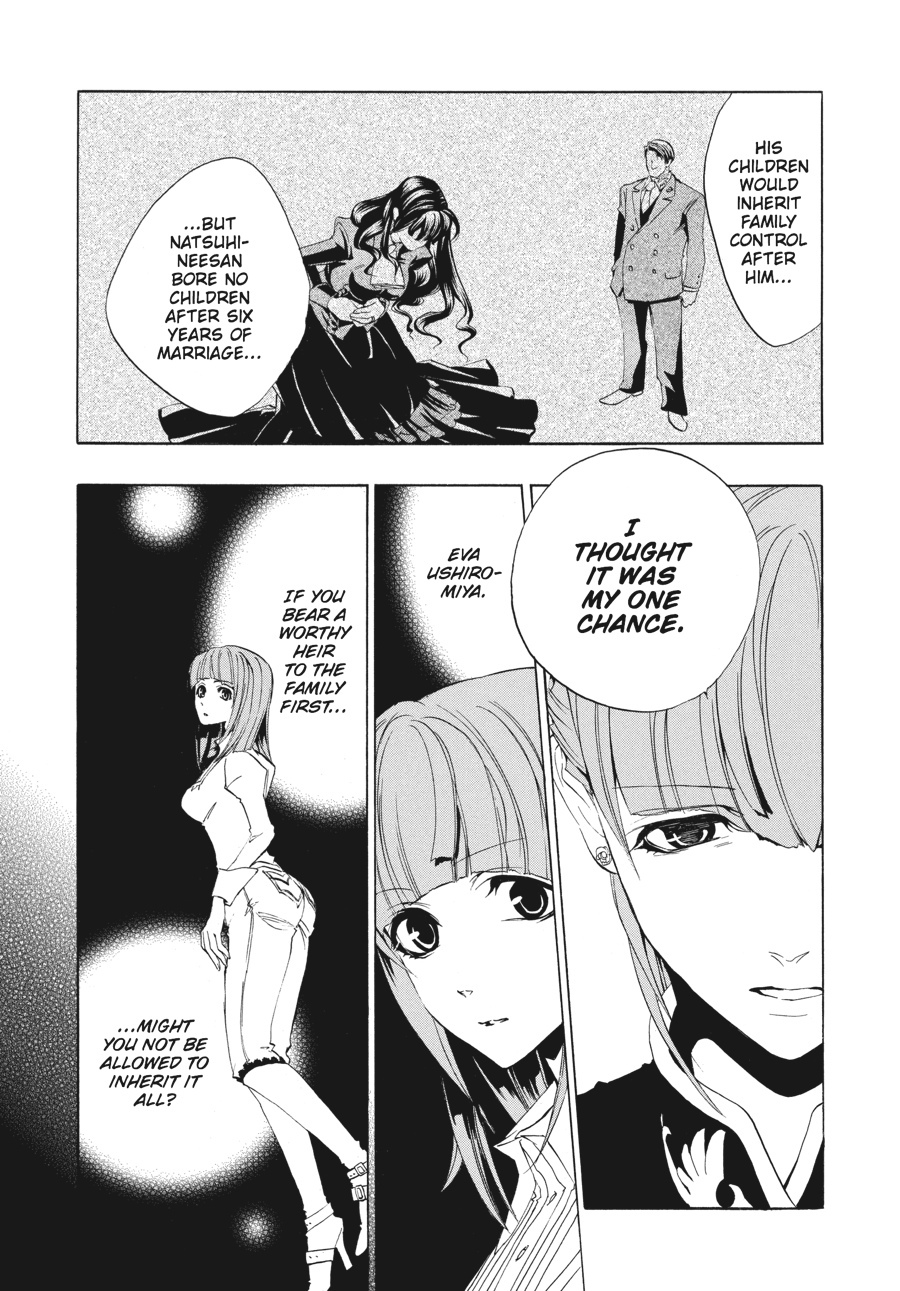 HIS
CHILDREN
WOULD
INHERIT
FAMILY
CONTROL
AFTER
HIM...
...BUT
NATSUHI-
NEESAN
BORE NO
CHILDREN
AFTER SIX
YEARS OF
MARRIAGE...
I
THOUGHT
IT WAS
MY ONE
CHANCE.
EVA
USHIRO-
MIYA.
IF YOU
BEAR A
WORTHY
HEIR
TO THE
FAMILY
FIRST...
...MIGHT
YOU NOT BE
ALLOWED TO
INHERIT IT
ALL?